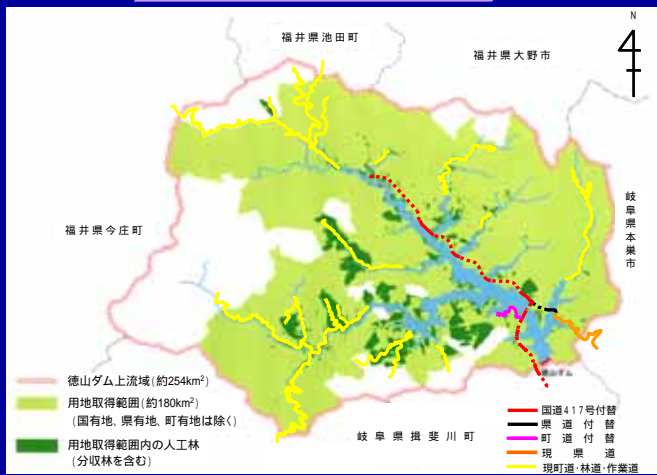 N
福井県池田町
福井県大野市
福井県今庄町
岐阜県本巣市
徳山ダム
岐阜県揖斐川町
徳山ダム上流域(約254km²)
用地取得範囲(約180km²)
(国有地、県有地、町有地は除く)
用地取得範囲内の人工林
(分収林を含む)
国道417号付替
県道付替
町道付替
現県道
現町道・林道・作業道